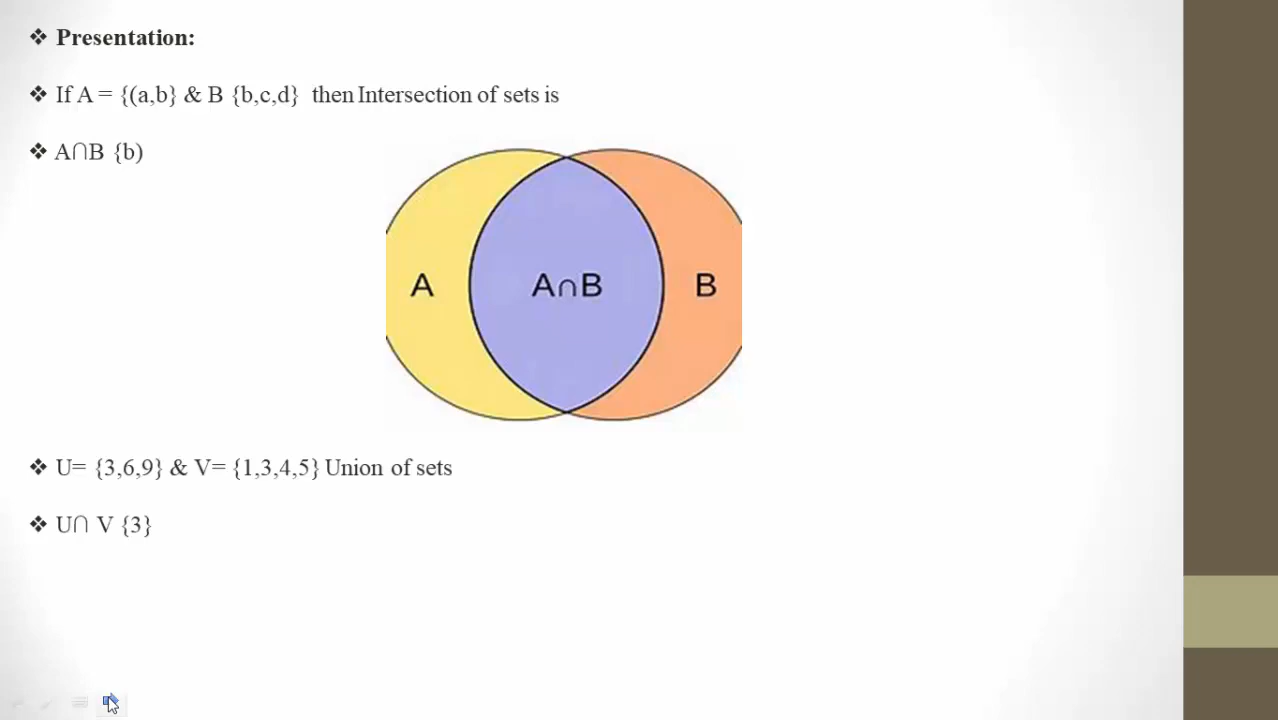 ❖ Presentation:
❖ If A = {(a,b} & B {b,c,d} then Intersection of sets is
❖ A∩B {b)
A A∩B B
❖ U= {3,6,9} & V= {1,3,4,5} Union of sets
❖ U∩ V {3}